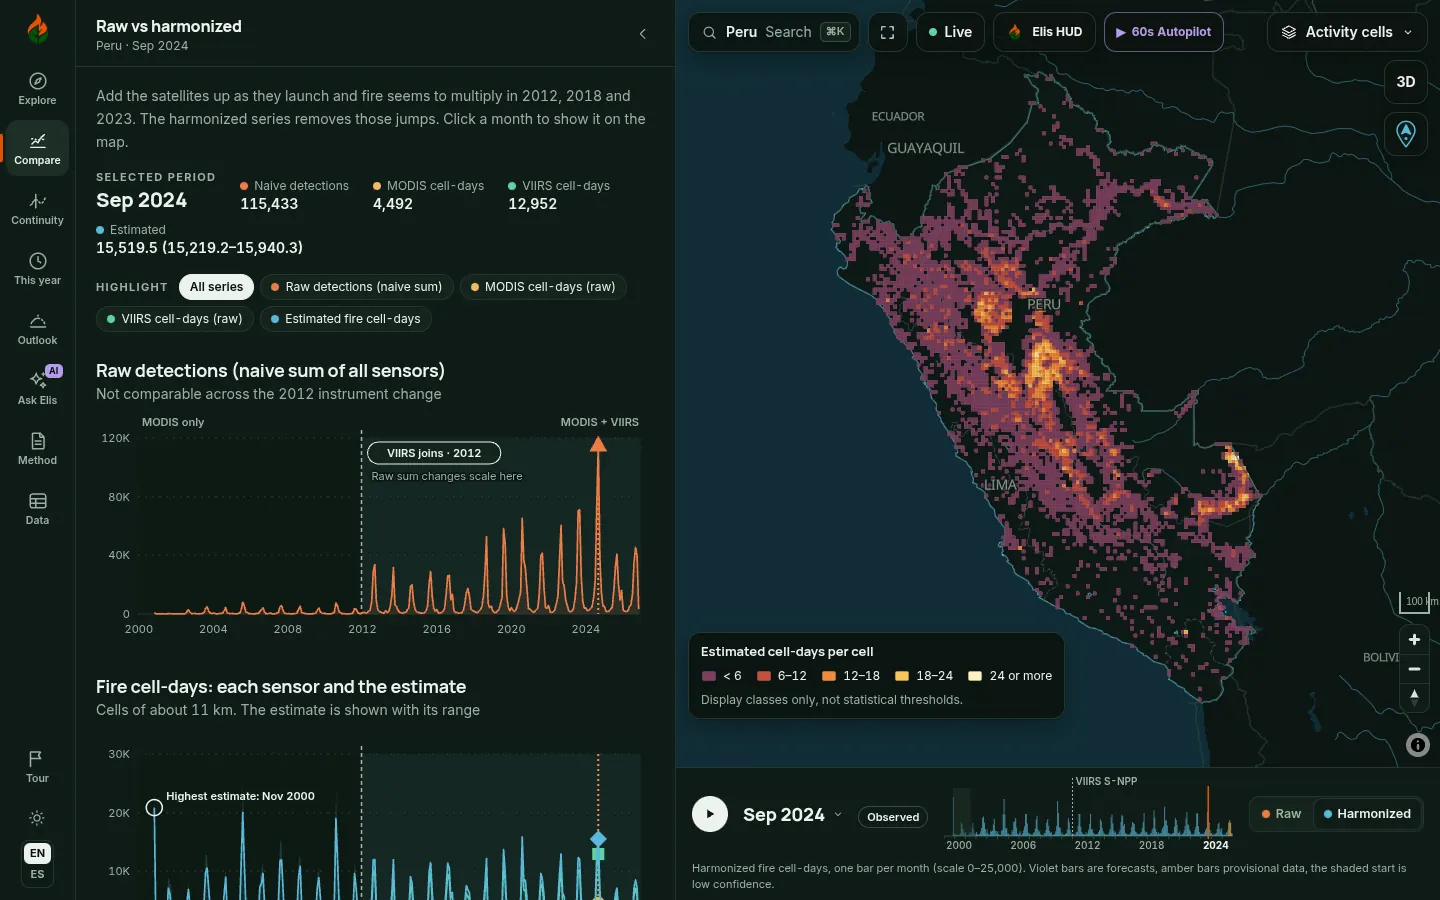 Raw vs harmonized
Peru · Sep 2024
Explore
Compare
Continuity
This year
Outlook
AI
Ask Elis
Method
Data
Tour
EN
ES
Add the satellites up as they launch and fire seems to multiply in 2012, 2018 and
2023. The harmonized series removes those jumps. Click a month to show it on the
map.
SELECTED PERIOD
Sep 2024
Naive detections
115,433
MODIS cell-days
4,492
VIIRS cell-days
12,952
Estimated
15,519.5 (15,219.2–15,940.3)
HIGHLIGHT
All series
Raw detections (naive sum)
MODIS cell-days (raw)
VIIRS cell-days (raw)
Estimated fire cell-days
Raw detections (naive sum of all sensors)
Not comparable across the 2012 instrument change
MODIS only
MODIS + VIIRS
120K
VIIRS joins · 2012
Raw sum changes scale here
80K
40K
0
2000 2004 2008 2012 2016 2020 2024
Fire cell-days: each sensor and the estimate
Cells of about 11 km. The estimate is shown with its range
30K
Highest estimate: Nov 2000
20K
10K
Peru Search ⌘K
Live
Elis HUD
60s Autopilot
Activity cells
3D
ECUADOR
GUAYAQUIL
PERU
LIMA
BOLIVI
100 km
Estimated cell-days per cell
< 6 6–12 12–18 18–24 24 or more
Display classes only, not statistical thresholds.
Sep 2024
Observed
VIIRS S-NPP
2000 2006 2012 2018 2024
Raw
Harmonized
Harmonized fire cell-days, one bar per month (scale 0–25,000). Violet bars are forecasts, amber bars provisional data, the shaded start is
low confidence.